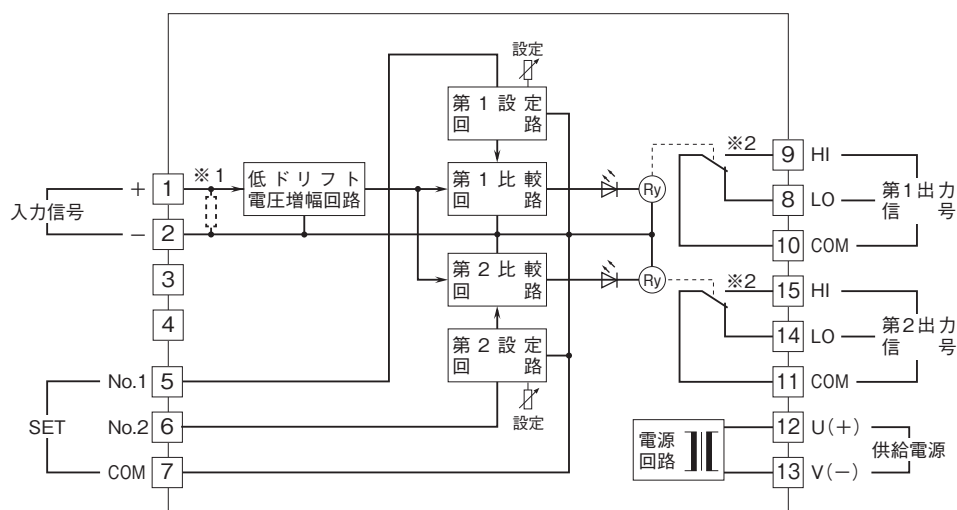 設定
第1設定
回路
※1
低ドリフト
電圧増幅回路
第1比較
回路
Ry
※2
+
1
入力信号
−
2
3
4
9
HI
8
LO
第1出力
信号
10
COM
第2比較
回路
Ry
※2
15
HI
14
LO
第2出力
信号
11
COM
第2設定
回路
設定
No.1
5
SET
No.2
6
COM
7
電源
回路
12
U(+)
供給電源
13
V(−)